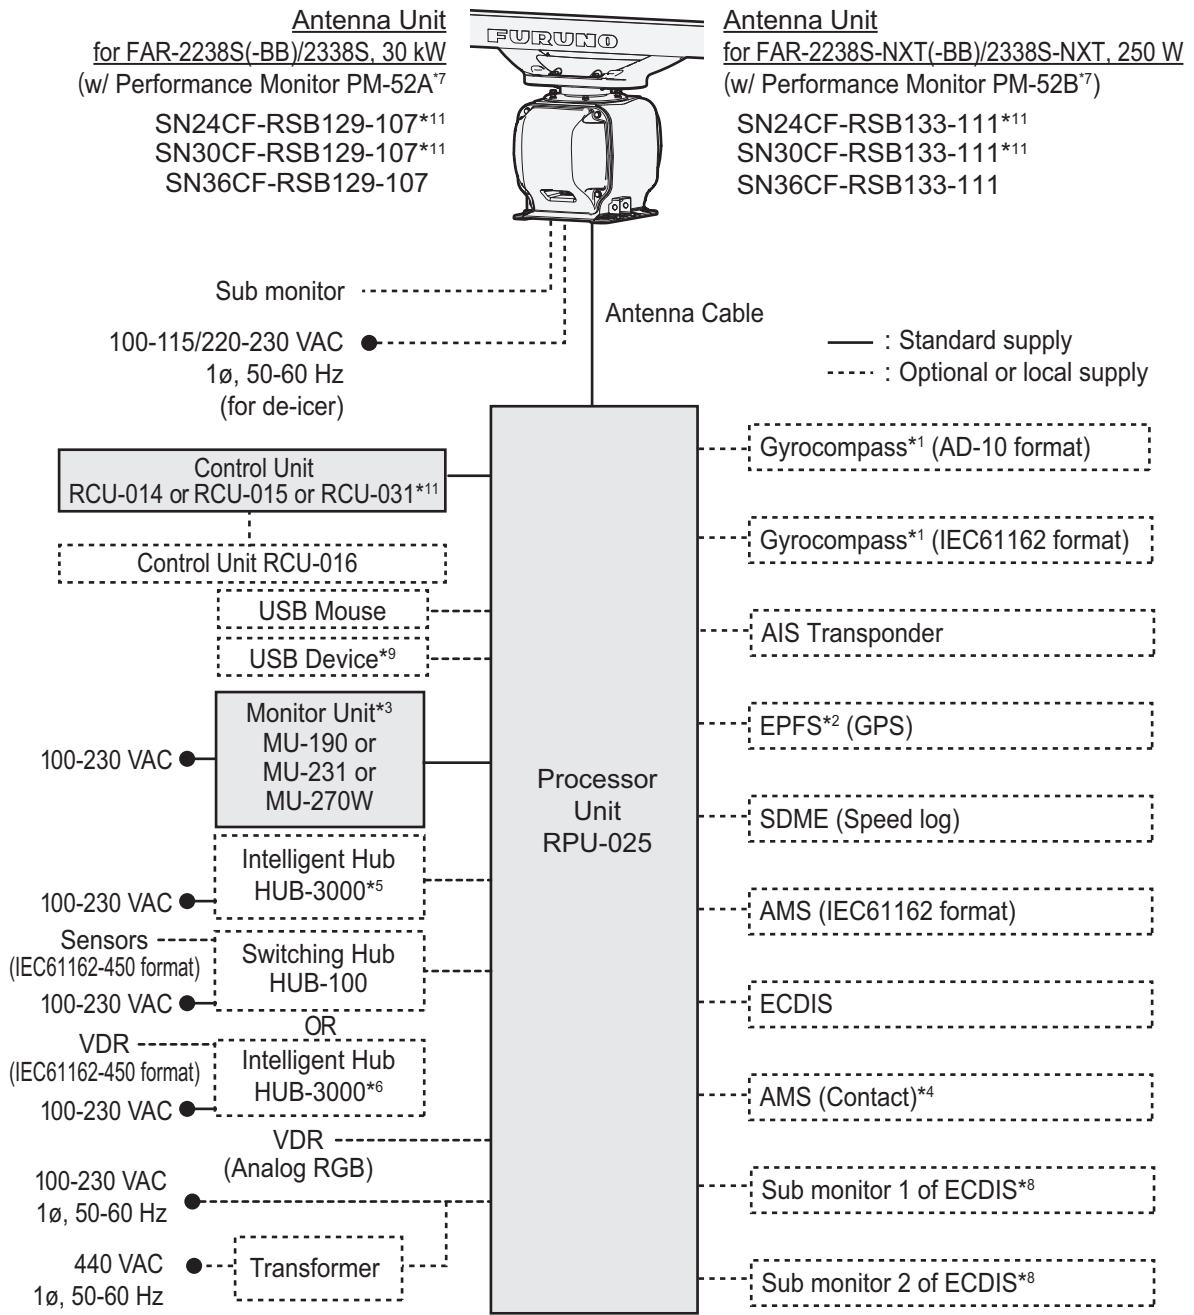 Antenna Unit
for FAR-2238S(-BB)/2338S, 30 kW
(w/ Performance Monitor PM-52A*7
SN24CF-RSB129-107*11
SN30CF-RSB129-107*11
SN36CF-RSB129-107
FURUNO
Antenna Unit
for FAR-2238S-NXT(-BB)/2338S-NXT, 250 W
(w/ Performance Monitor PM-52B*7)
SN24CF-RSB133-111*11
SN30CF-RSB133-111*11
SN36CF-RSB133-111
Sub monitor
100-115/220-230 VAC
1ø, 50-60 Hz
(for de-icer)
Antenna Cable
: Standard supply
: Optional or local supply
Control Unit
RCU-014 or RCU-015 or RCU-031*11
Control Unit RCU-016
USB Mouse
USB Device*9
Monitor Unit*3
MU-190 or
MU-231 or
MU-270W
100-230 VAC
Intelligent Hub
HUB-3000*5
100-230 VAC
Sensors
(IEC61162-450 format)
Switching Hub
HUB-100
100-230 VAC
OR
VDR
(IEC61162-450 format)
Intelligent Hub
HUB-3000*6
100-230 VAC
VDR
(Analog RGB)
100-230 VAC
1ø, 50-60 Hz
440 VAC
1ø, 50-60 Hz
Transformer
Processor
Unit
RPU-025
Gyrocompass*1 (AD-10 format)
Gyrocompass*1 (IEC61162 format)
AIS Transponder
EPFS*2 (GPS)
SDME (Speed log)
AMS (IEC61162 format)
ECDIS
AMS (Contact)*4
Sub monitor 1 of ECDIS*8
Sub monitor 2 of ECDIS*8